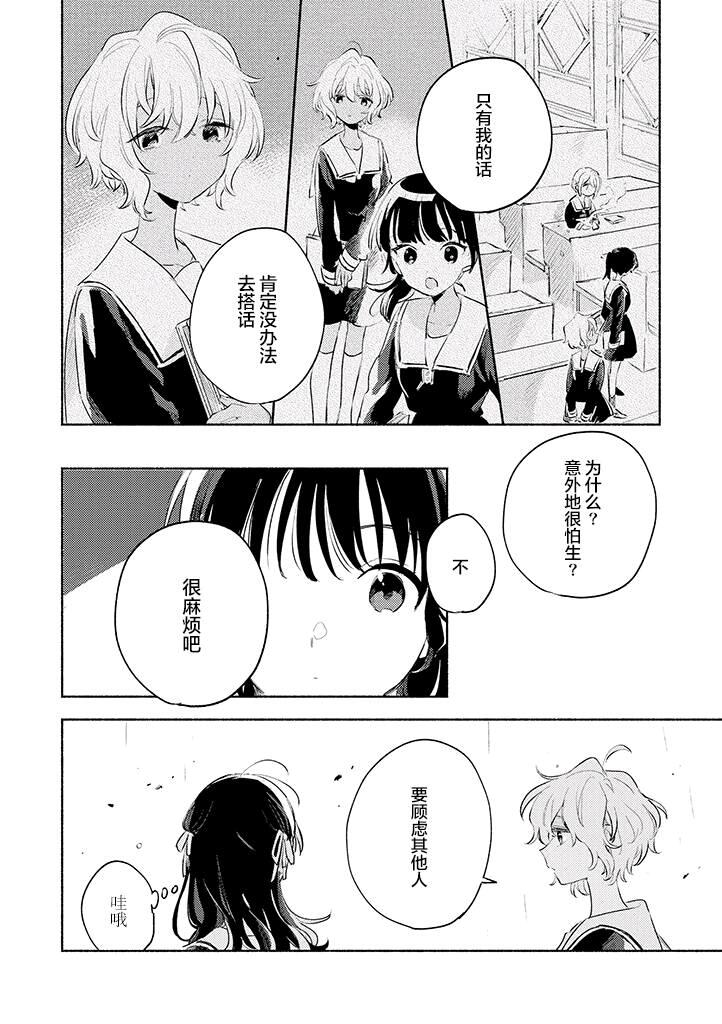 只有我的话
肯定没办法
去搭话
为什么？
意外地很怕生？
不
很麻烦吧
要顾虑其他人
哇哦